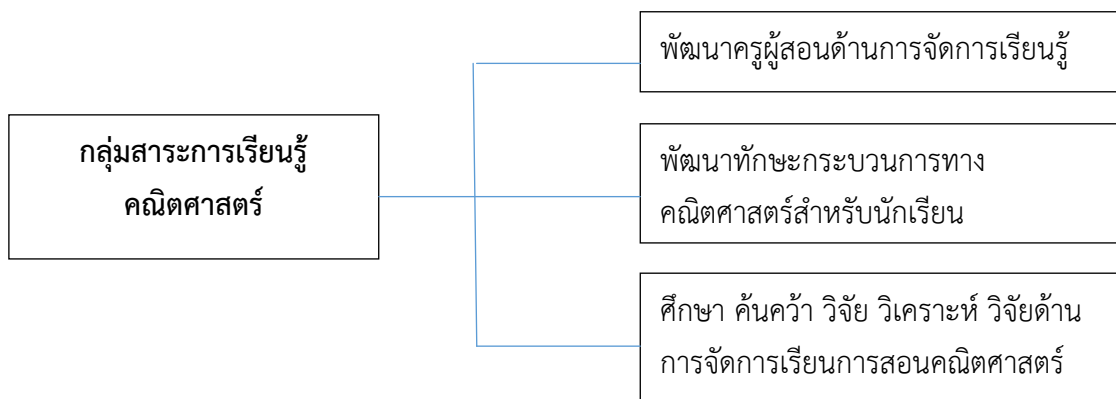 กลุ่มสาระการเรียนรู้
คณิตศาสตร์
พัฒนาครูผู้สอนด้านการจัดการเรียนรู้
พัฒนาทักษะกระบวนการทาง
คณิตศาสตร์สำหรับนักเรียน
ศึกษา ค้นคว้า วิจัย วิเคราะห์ วิจัยด้าน
การจัดการเรียนการสอนคณิตศาสตร์